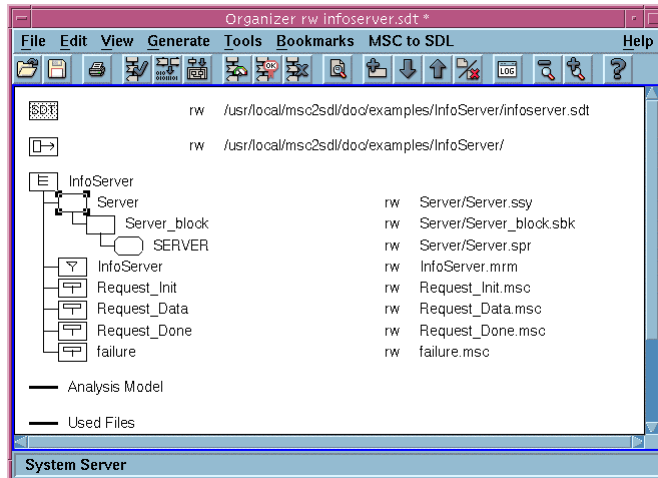 Organizer rw infoserver.sdt *
File Edit View Generate Tools Bookmarks MSC to SDL Help
OK LOG ?
SDT rw /usr/local/msc2sdl/doc/examples/InfoServer/infoserver.sdt
rw /usr/local/msc2sdl/doc/examples/InfoServer/
InfoServer
Server rw Server/Server.ssy
Server_block rw Server/Server_block.sbk
SERVER rw Server/Server.spr
InfoServer rw InfoServer.mrm
Request_Init rw Request_Init.msc
Request_Data rw Request_Data.msc
Request_Done rw Request_Done.msc
failure rw failure.msc
Analysis Model
Used Files
System Server